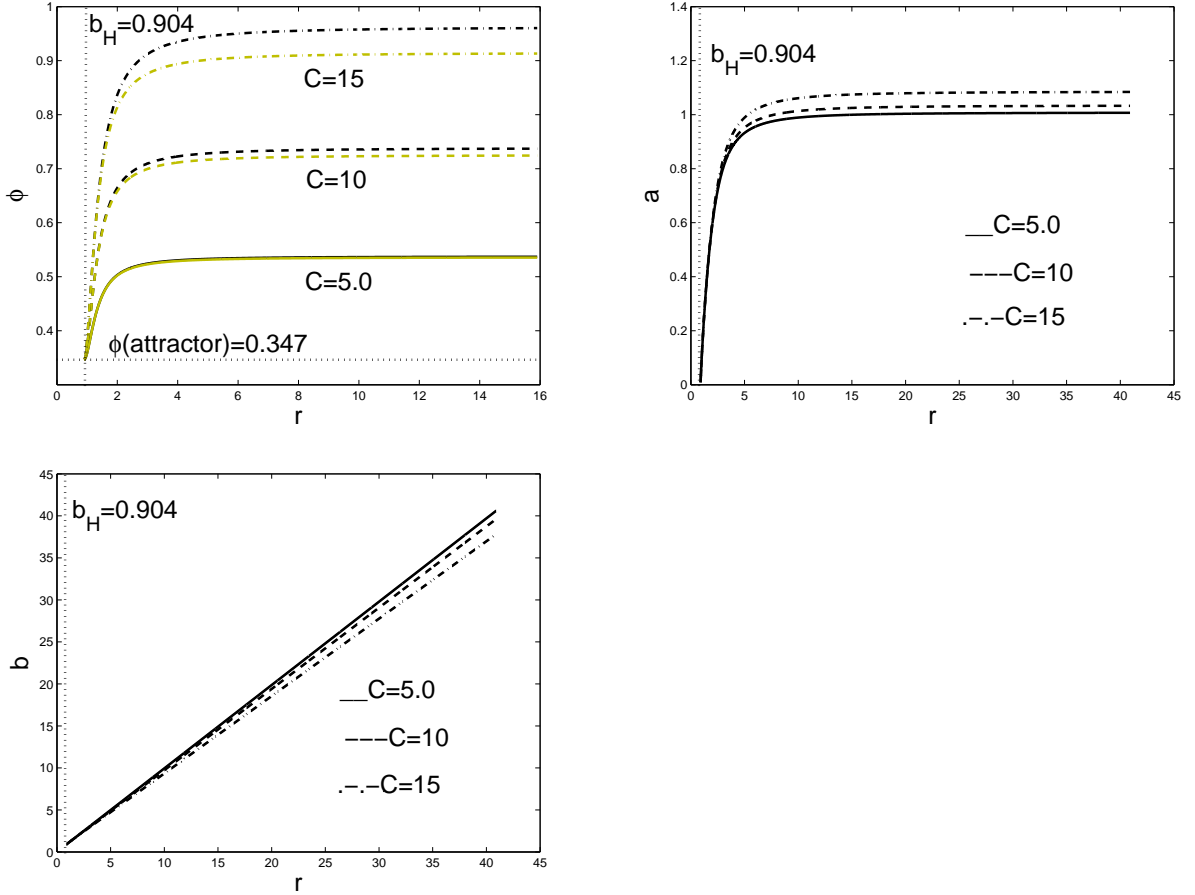 b_H=0.904
1
0.9
0.8
0.7
0.6
0.5
0.4
C=15
C=10
C=5.0
ϕ(attractor)=0.347
ϕ
0 2 4 6 8 10 12 14 16
r
b_H=0.904
1.4
1.2
1
0.8
0.6
0.4
0.2
0
a
__C=5.0
−−−C=10
.−.−C=15
0 5 10 15 20 25 30 35 40 45
r
b_H=0.904
45
40
35
30
25
20
15
10
5
0
b
__C=5.0
−−−C=10
.−.−C=15
0 5 10 15 20 25 30 35 40 45
r